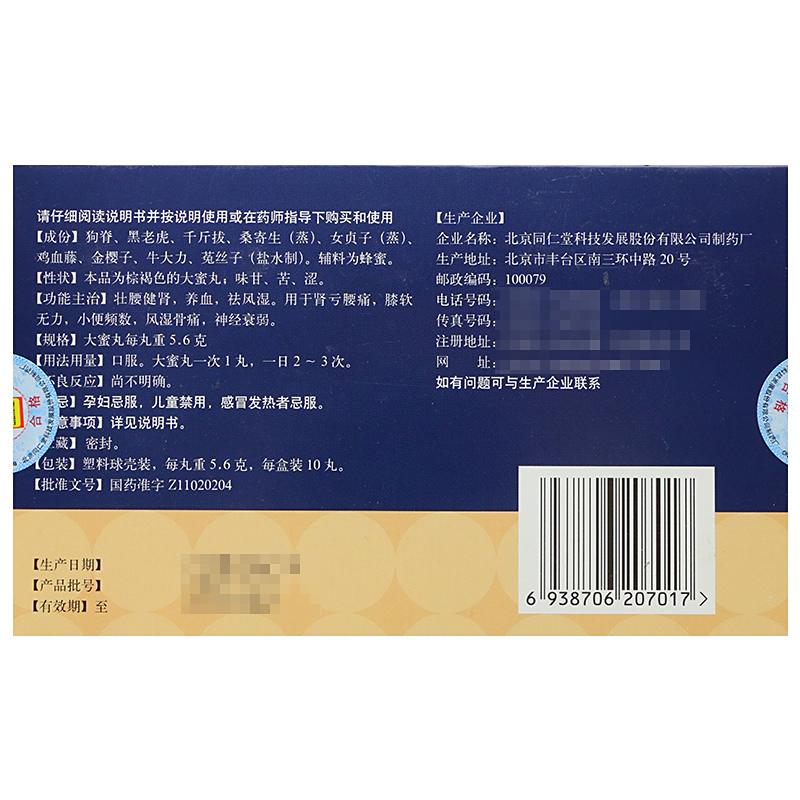 请仔细阅读说明书并按说明使用或在药师指导下购买和使用
【成份】狗脊、黑老虎、千斤拔、桑寄生(蒸)、女贞子(蒸)、
鸡血藤、金樱子、牛大力、菟丝子(盐水制)。辅料为蜂蜜。
【性状】本品为棕褐色的大蜜丸,味甘、苦、涩。
【功能主治】壮腰健肾,养血,祛风湿。用于肾亏腰痛,膝软
无力,小便频数,风湿骨痛,神经衰弱。
【规格】大蜜丸每丸重5.6克
【用法用量】口服。大蜜丸一次1丸,一日2~3次。
良反应】尚不明确。
忌】孕妇忌服,儿童禁用,感冒发热者忌服。
意事项】详见说明书。
藏】密封。
【包装】塑料球壳装,每丸重5.6克,每盒装10丸。
【批准文号】国药准字Z11020204
【生产企业】
企业名称:北京同仁堂科技发展股份有限公司制药厂
生产地址:北京市丰台区南三环中路20号
邮政编码:100079
电话号码:
传真号码:
注册地址:
网 址:
如有问题可与生产企业联系
合格
【生产日期】
【产品批号】
【有效期】至
6 938706 207017 >